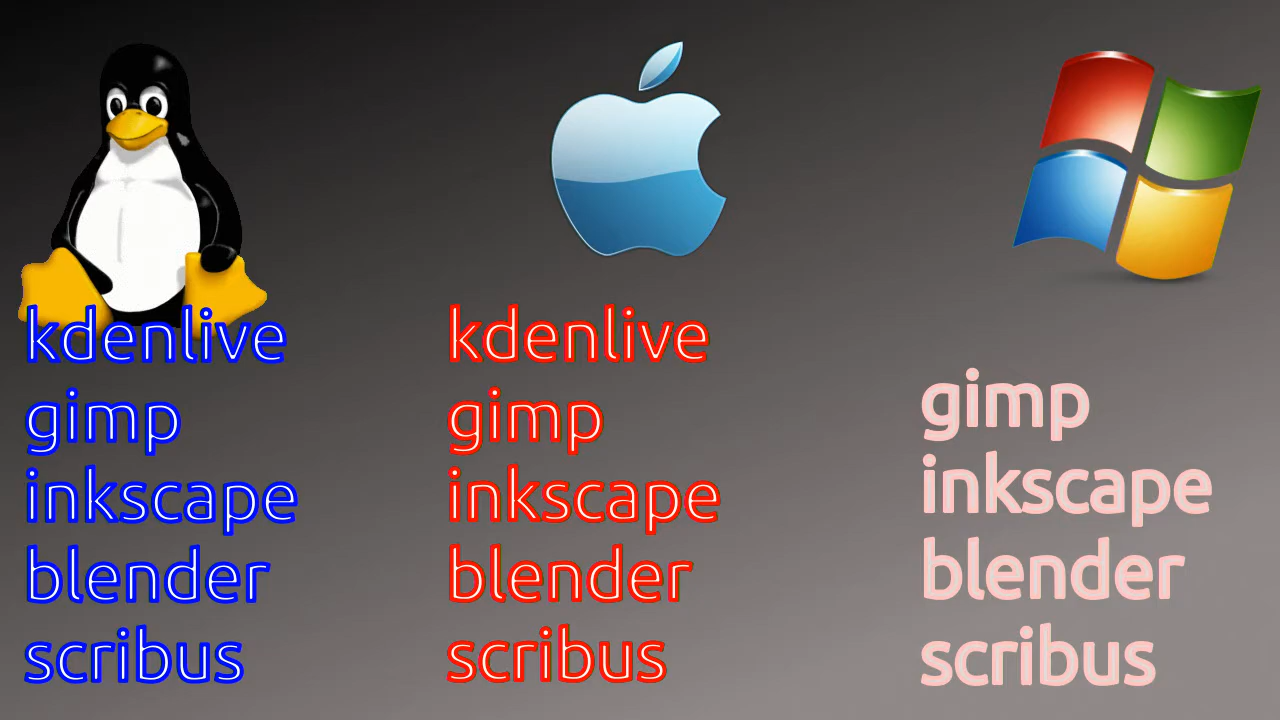 kdenlive
gimp
inkscape
blender
scribus
kdenlive
gimp
inkscape
blender
scribus
gimp
inkscape
blender
scribus